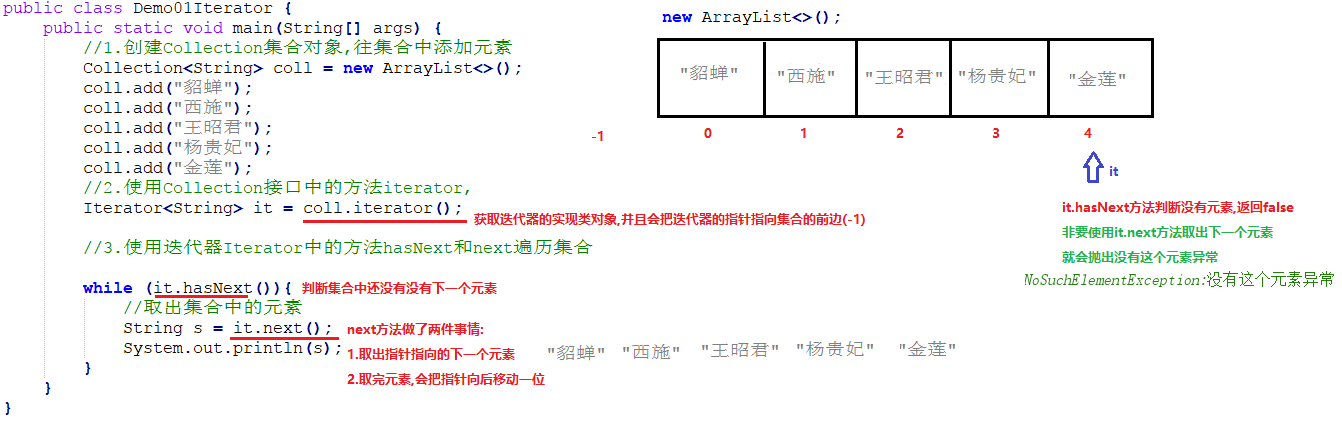 public class Demo01Iterator {
public static void main(String[] args) {
//1.创建Collection集合对象,往集合中添加元素
Collection<String> coll = new ArrayList<>();
coll.add("貂蝉");
coll.add("西施");
coll.add("王昭君");
coll.add("杨贵妃");
coll.add("金莲");
//2.使用Collection接口中的方法iterator,
Iterator<String> it = coll.iterator();
获取迭代器的实现类对象,并且会把迭代器的指针指向集合的前边(-1)
//3.使用迭代器Iterator中的方法hasNext和next遍历集合
while (it.hasNext()){
判断集合中还没有没有下一个元素
//取出集合中的元素
String s = it.next();
System.out.println(s);
}
}
}
next方法做了两件事情:
1.取出指针指向的下一个元素
2.取完元素,会把指针向后移动一位
"貂蝉" "西施" "王昭君" "杨贵妃" "金莲"
new ArrayList<>();
"貂蝉" "西施" "王昭君" "杨贵妃" "金莲"
-1 0 1 2 3 4
it
it.hasNext方法判断没有元素,返回false
非要使用it.next方法取出下一个元素
就会抛出没有这个元素异常
NoSuchElementException:没有这个元素异常